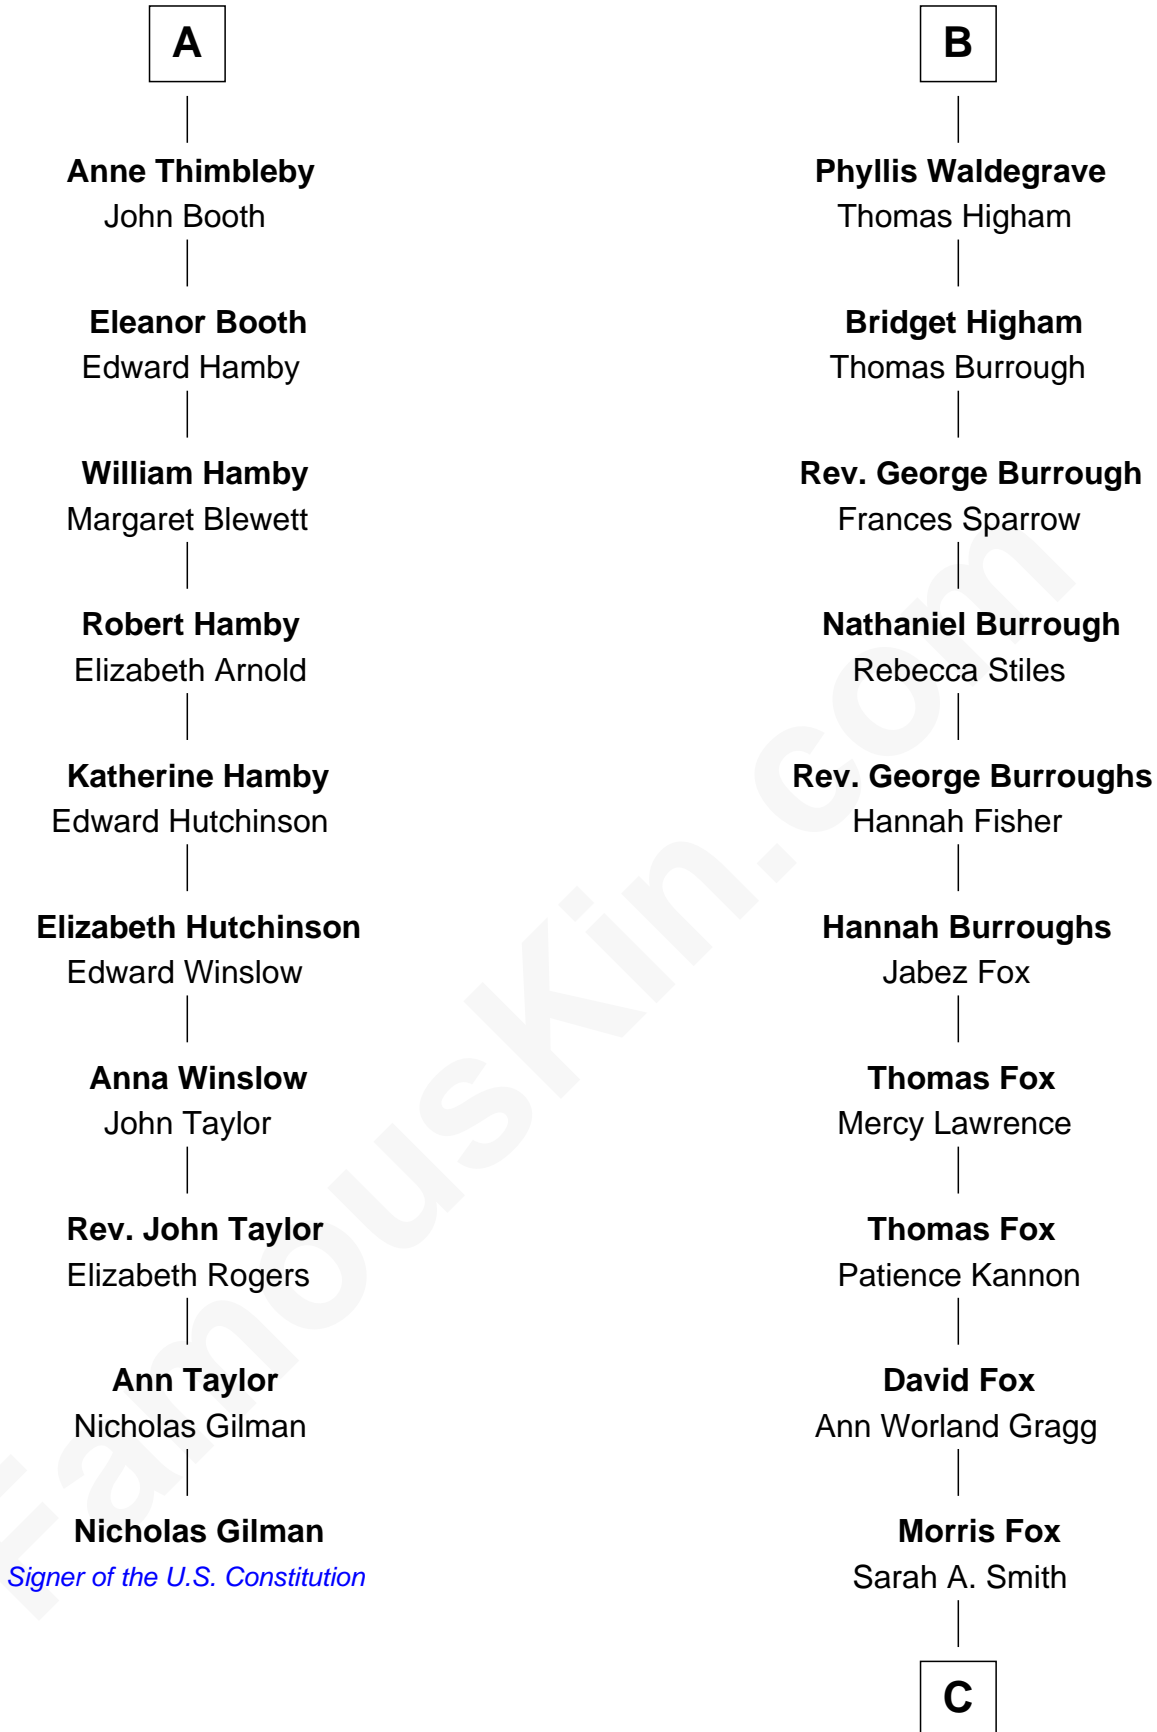 A
Anne Thimbleby
John Booth
Eleanor Booth
Edward Hamby
William Hamby
Margaret Blewett
Robert Hamby
Elizabeth Arnold
Katherine Hamby
Edward Hutchinson
Elizabeth Hutchinson
Edward Winslow
Anna Winslow
John Taylor
Rev. John Taylor
Elizabeth Rogers
Ann Taylor
Nicholas Gilman
Nicholas Gilman
Signer of the U.S. Constitution
B
Phyllis Waldegrave
Thomas Higham
Bridget Higham
Thomas Burrough
Rev. George Burrough
Frances Sparrow
Nathaniel Burrough
Rebecca Stiles
Rev. George Burroughs
Hannah Fisher
Hannah Burroughs
Jabez Fox
Thomas Fox
Mercy Lawrence
Thomas Fox
Patience Kannon
David Fox
Ann Worland Gragg
Morris Fox
Sarah A. Smith
C
FamousKin.com